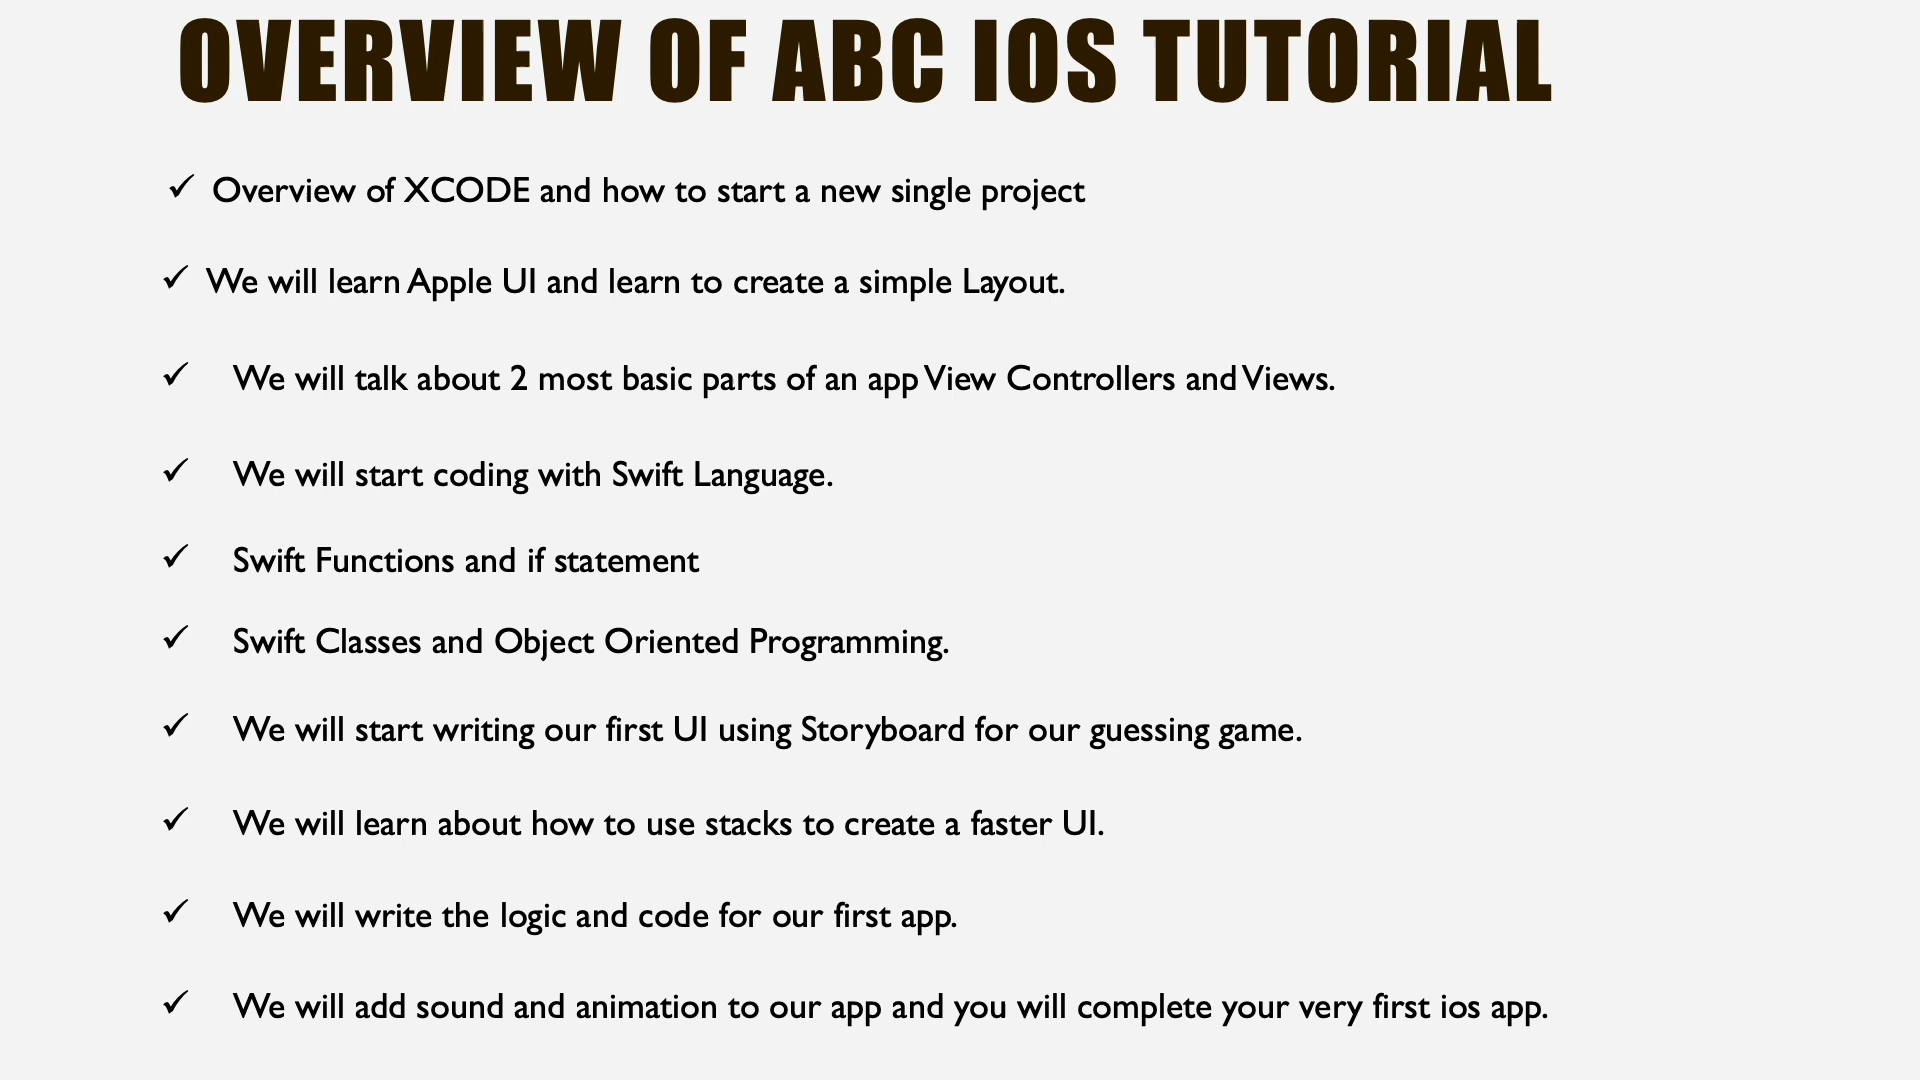 OVERVIEW OF ABC IOS TUTORIAL
✓ Overview of XCODE and how to start a new single project
✓ We will learn Apple UI and learn to create a simple Layout.
✓ We will talk about 2 most basic parts of an app View Controllers and Views.
✓ We will start coding with Swift Language.
✓ Swift Functions and if statement
✓ Swift Classes and Object Oriented Programming.
✓ We will start writing our first UI using Storyboard for our guessing game.
✓ We will learn about how to use stacks to create a faster UI.
✓ We will write the logic and code for our first app.
✓ We will add sound and animation to our app and you will complete your very first ios app.